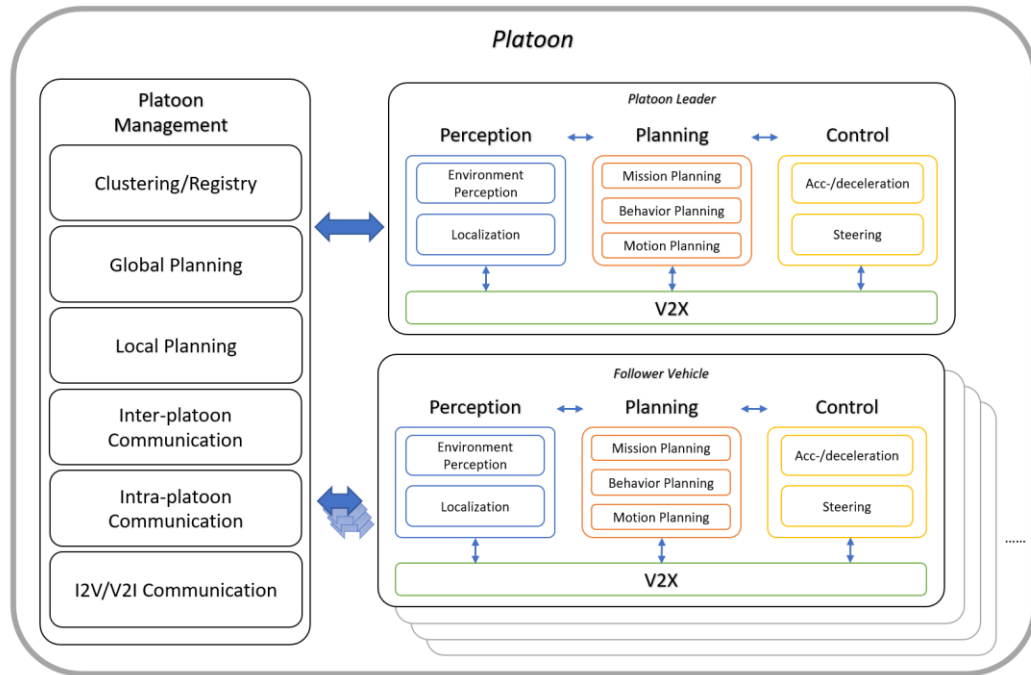 Platoon
Platoon
Management
Clustering/Registry
Global Planning
Local Planning
Inter-platoon
Communication
Intra-platoon
Communication
I2V/V2I Communication
Platoon Leader
Perception
Planning
Control
Environment
Perception
Localization
Mission Planning
Behavior Planning
Motion Planning
Acc-/deceleration
Steering
V2X
Follower Vehicle
Perception
Planning
Control
Environment
Perception
Localization
Mission Planning
Behavior Planning
Motion Planning
Acc-/deceleration
Steering
V2X
......